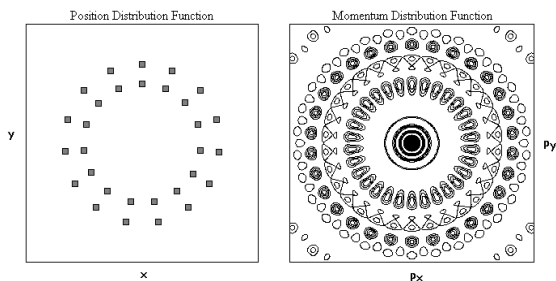 Position Distribution Function
Momentum Distribution Function
y
Py
x
Px